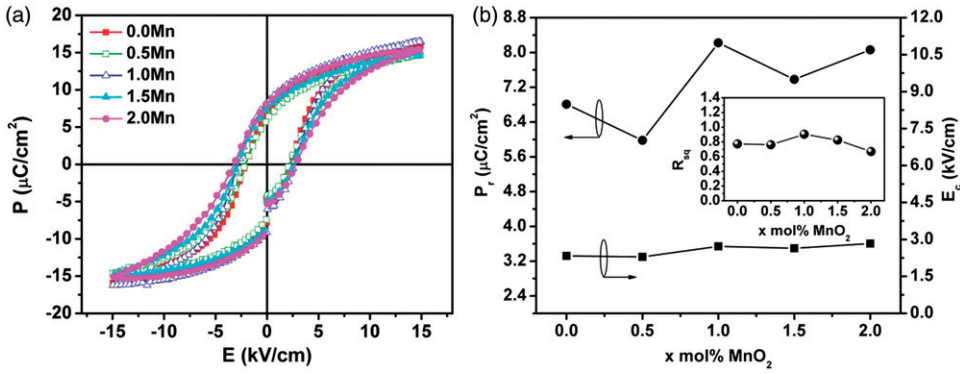 (a)
20
15
10
5
0
-5
-10
-15
-20
P (μC/cm²)
0.0Mn
0.5Mn
1.0Mn
1.5Mn
2.0Mn
-15 -10 -5 0 5 10 15
E (kV/cm)
(b)
8.8
8.0
7.2
6.4
5.6
4.8
4.0
3.2
2.4
Pr (μC/cm²)
12.0
10.5
9.0
7.5
6.0
4.5
3.0
1.5
0.0
Ec (kV/cm)
1.4
1.2
1.0
0.8
0.6
0.4
0.2
0.0
Rsq
0.0 0.5 1.0 1.5 2.0
x mol% MnO₂
0.0 0.5 1.0 1.5 2.0
x mol% MnO₂